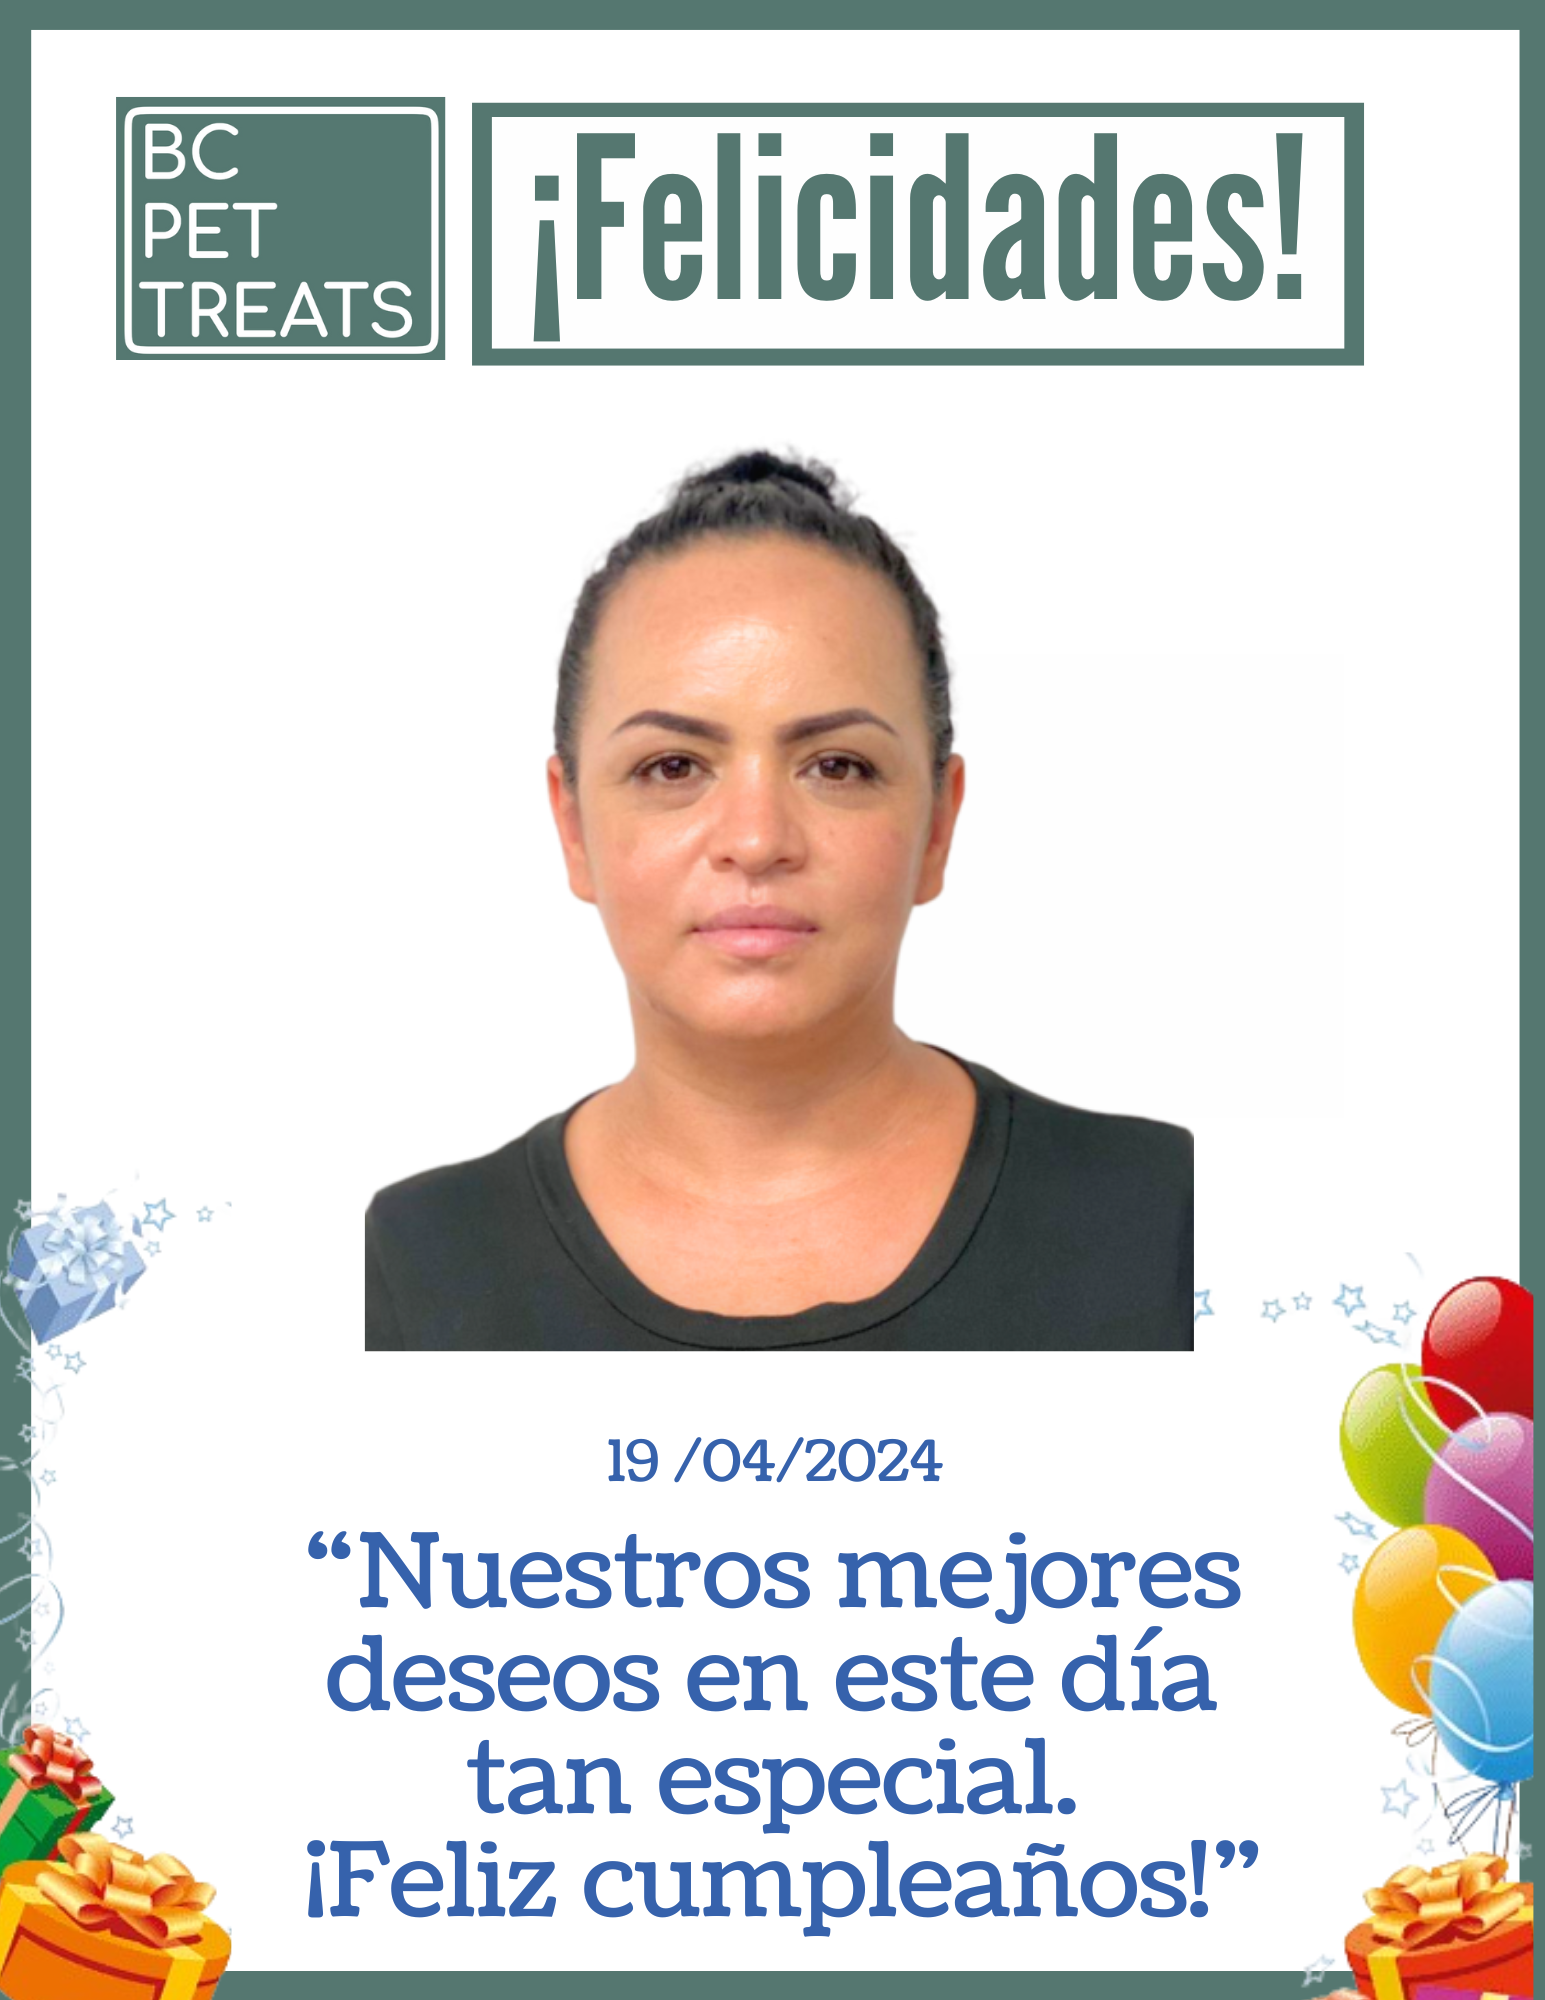 BC
PET
TREATS
¡Felicidades!
19 /04/2024
“Nuestros mejores
deseos en este día
tan especial.
¡Feliz cumpleaños!”